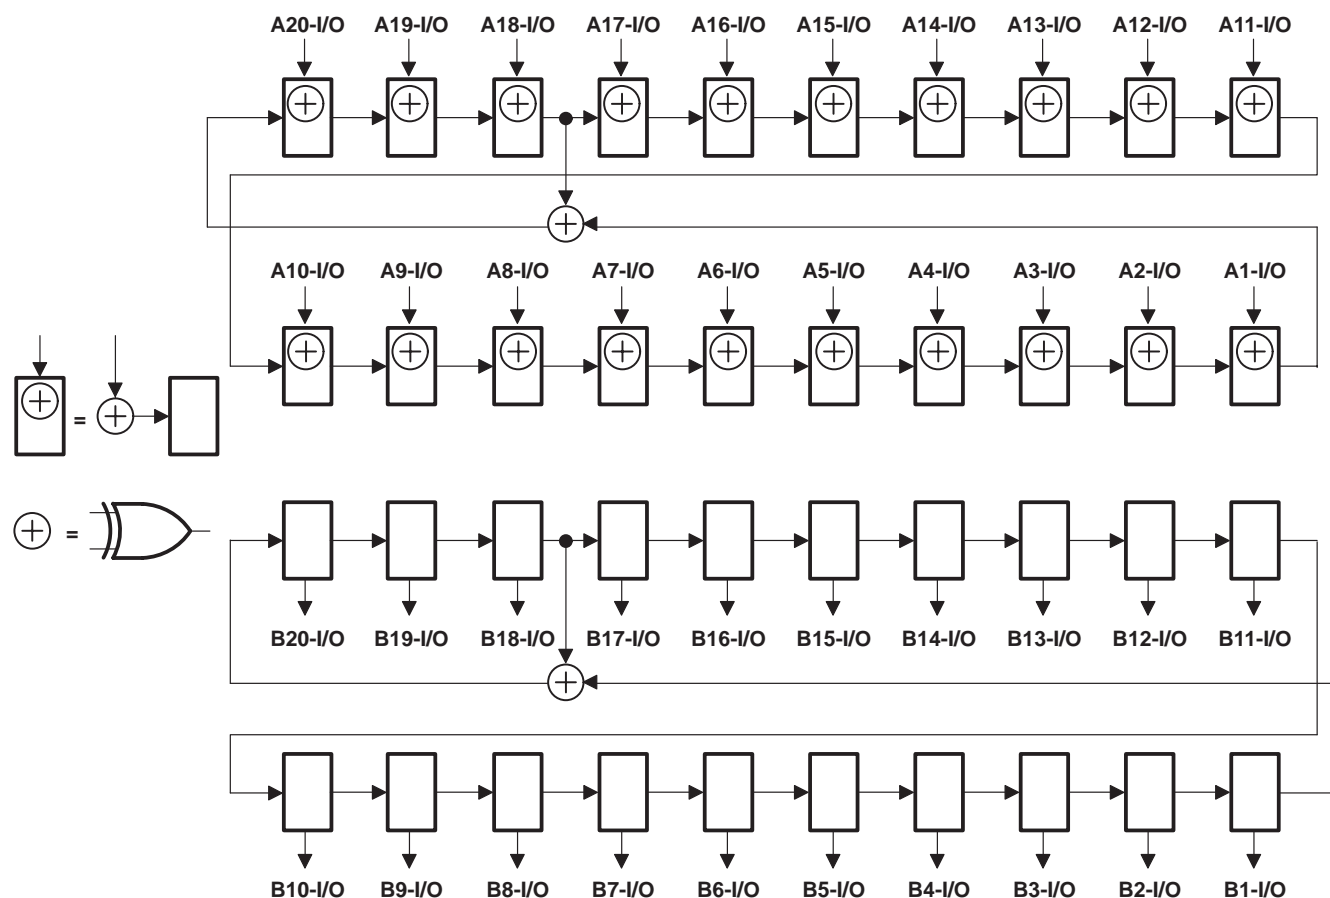 A20-I/O A19-I/O A18-I/O A17-I/O A16-I/O A15-I/O A14-I/O A13-I/O A12-I/O A11-I/O
A10-I/O A9-I/O A8-I/O A7-I/O A6-I/O A5-I/O A4-I/O A3-I/O A2-I/O A1-I/O
=
=
B20-I/O B19-I/O B18-I/O B17-I/O B16-I/O B15-I/O B14-I/O B13-I/O B12-I/O B11-I/O
B10-I/O B9-I/O B8-I/O B7-I/O B6-I/O B5-I/O B4-I/O B3-I/O B2-I/O B1-I/O